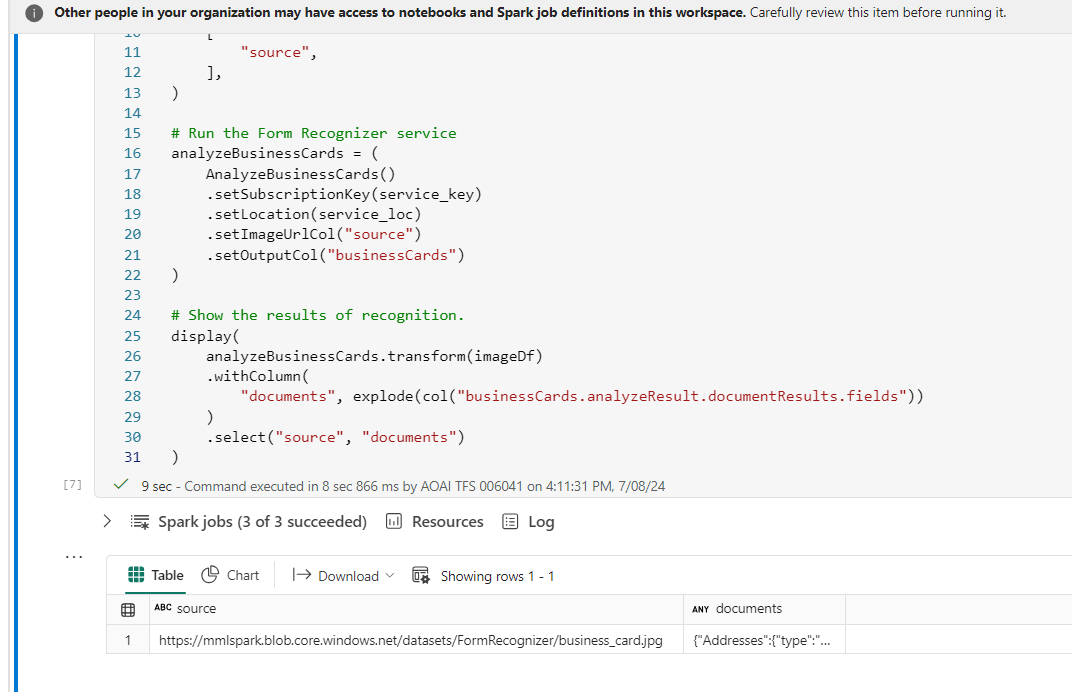 Other people in your organization may have access to notebooks and Spark job definitions in this workspace. Carefully review this item before running it.
10 [
11 "source",
12 ],
13 )
14
15 # Run the Form Recognizer service
16 analyzeBusinessCards = (
17 AnalyzeBusinessCards()
18 .setSubscriptionKey(service_key)
19 .setLocation(service_loc)
20 .setImageUrlCol("source")
21 .setOutputCol("businessCards")
22 )
23
24 # Show the results of recognition.
25 display(
26 analyzeBusinessCards.transform(imageDf)
27 .withColumn(
28 "documents", explode(col("businessCards.analyzeResult.documentResults.fields"))
29 )
30 .select("source", "documents")
31 )
[7] 9 sec - Command executed in 8 sec 866 ms by AOAI TFS 006041 on 4:11:31 PM, 7/08/24
Spark jobs (3 of 3 succeeded) Resources Log
...
Table Chart Download Showing rows 1 - 1
ABC source ANY documents
1 https://mmlspark.blob.core.windows.net/datasets/FormRecognizer/business_card.jpg {"Addresses":{"type":"...